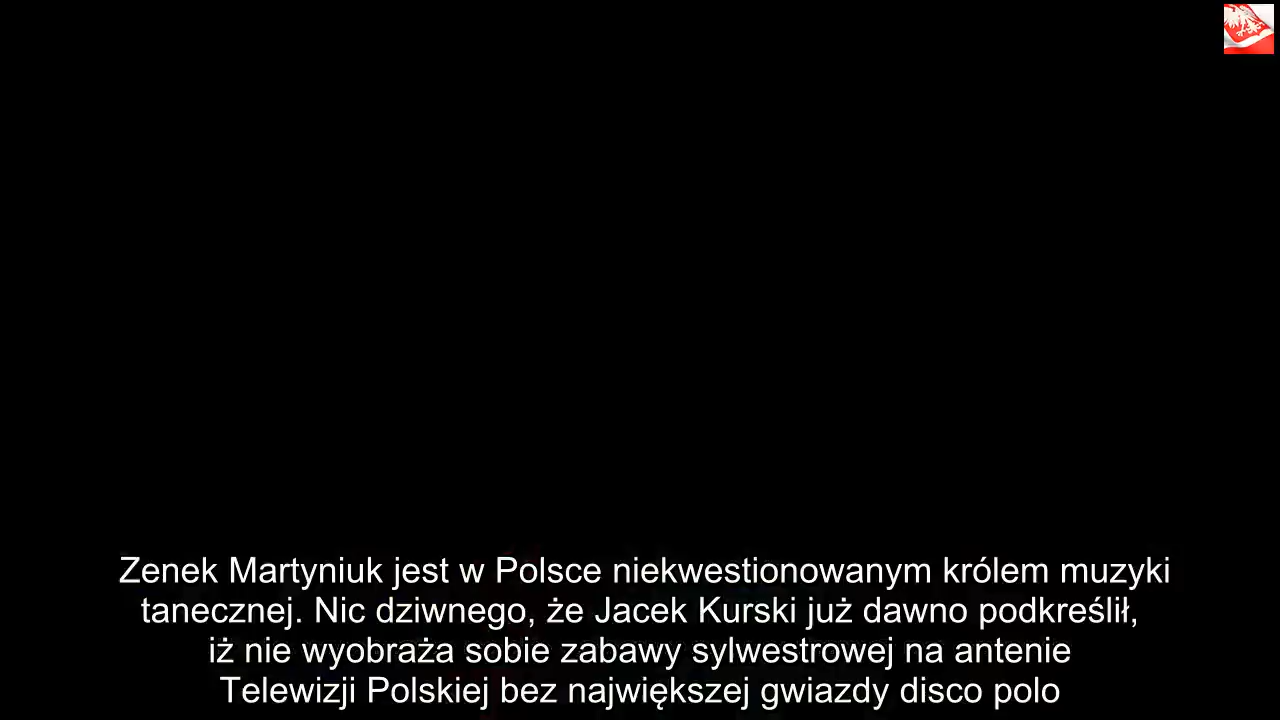 Zenek Martyniuk jest w Polsce niekwestionowanym królem muzyki
tanecznej. Nic dziwnego, że Jacek Kurski już dawno podkreślił,
iż nie wyobraża sobie zabawy sylwestrowej na antenie
Telewizji Polskiej bez największej gwiazdy disco polo